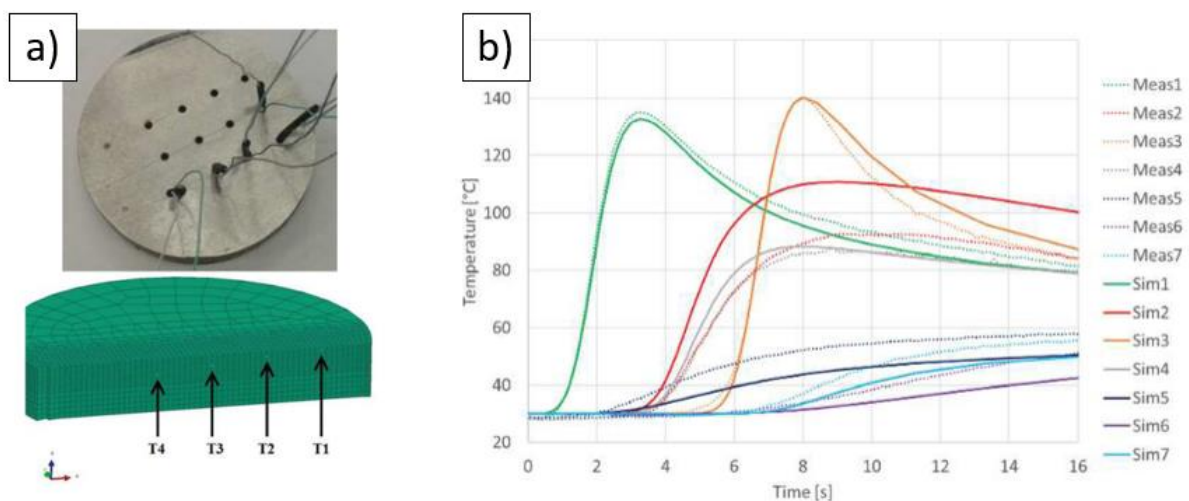 a)
T4 T3 T2 T1
b)
Temperature [°C]
140
120
100
80
60
40
20
0 2 4 6 8 10 12 14 16
Time [s]
Meas1
Meas2
Meas3
Meas4
Meas5
Meas6
Meas7
Sim1
Sim2
Sim3
Sim4
Sim5
Sim6
Sim7